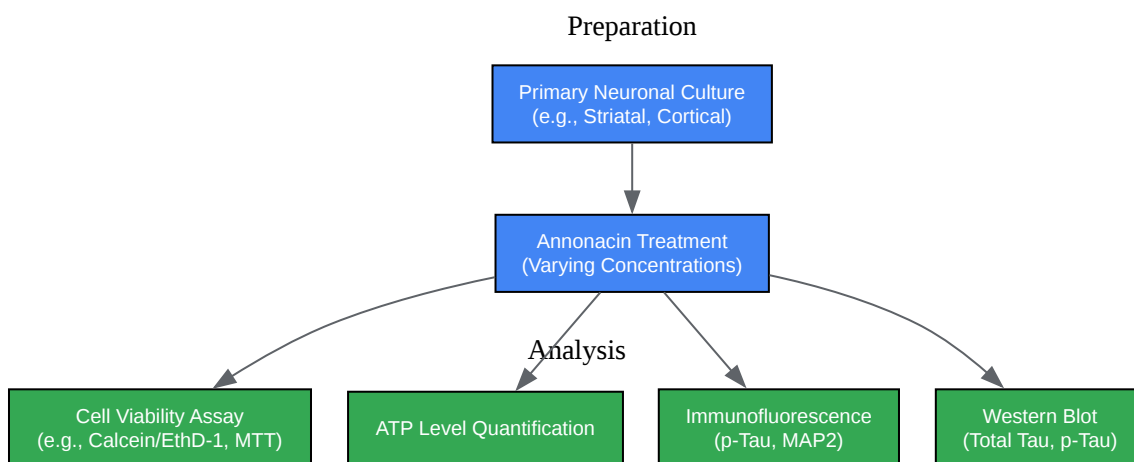 Preparation
Primary Neuronal Culture
(e.g., Striatal, Cortical)
Annonacin Treatment
(Varying Concentrations)
Analysis
Cell Viability Assay
(e.g., Calcein/EthD-1, MTT)
ATP Level Quantification
Immunofluorescence
(p-Tau, MAP2)
Western Blot
(Total Tau, p-Tau)